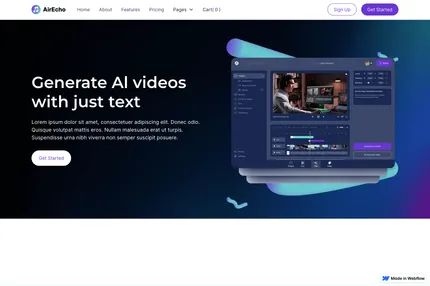 AirEcho
Home
About
Features
Pricing
Pages
Cart( 0 )
Sign Up
Get Started
Generate AI videos
with just text
Lorem ipsum dolor sit amet, consectetuer adipiscing elit. Donec odio.
Quisque volutpat mattis eros. Nullam malesuada erat ut turpis.
Suspendisse urna nibh viverra non semper suscipit posuere.
Get Started
Made in Webflow